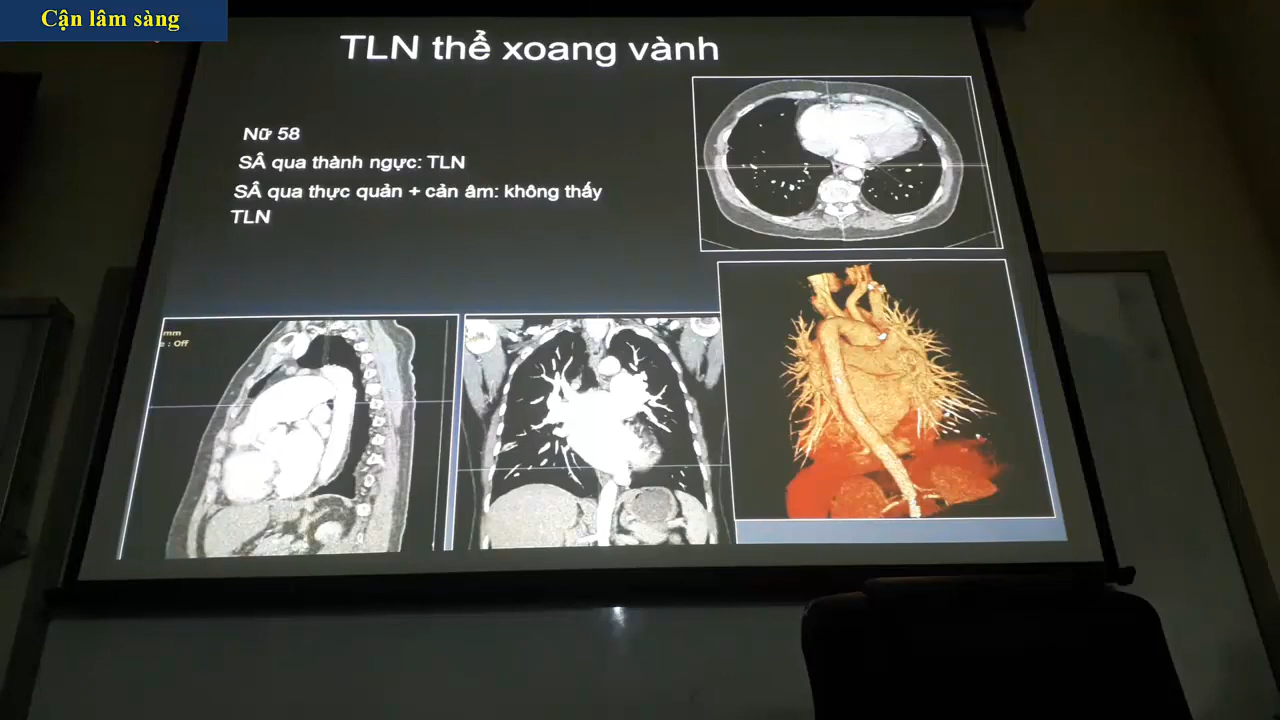 Cận lâm sàng
TLN thể xoang vành
Nữ 58
SÂ qua thành ngực: TLN
SÂ qua thực quản + cản âm: không thấy
TLN
mm
: Off